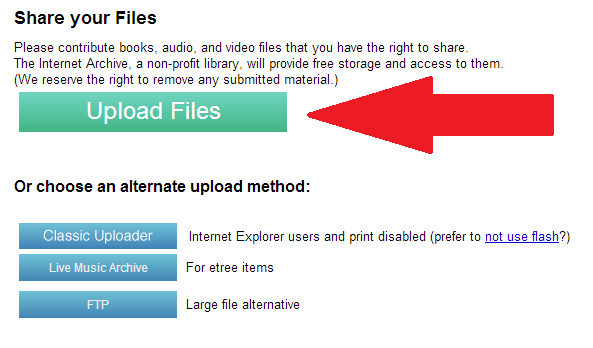 Share your Files
Please contribute books, audio, and video files that you have the right to share.
The Internet Archive, a non-profit library, will provide free storage and access to them.
(We reserve the right to remove any submitted material.)
Upload Files
Or choose an alternate upload method:
Classic Uploader Internet Explorer users and print disabled (prefer to not use flash?)
Live Music Archive For etree items
FTP Large file alternative